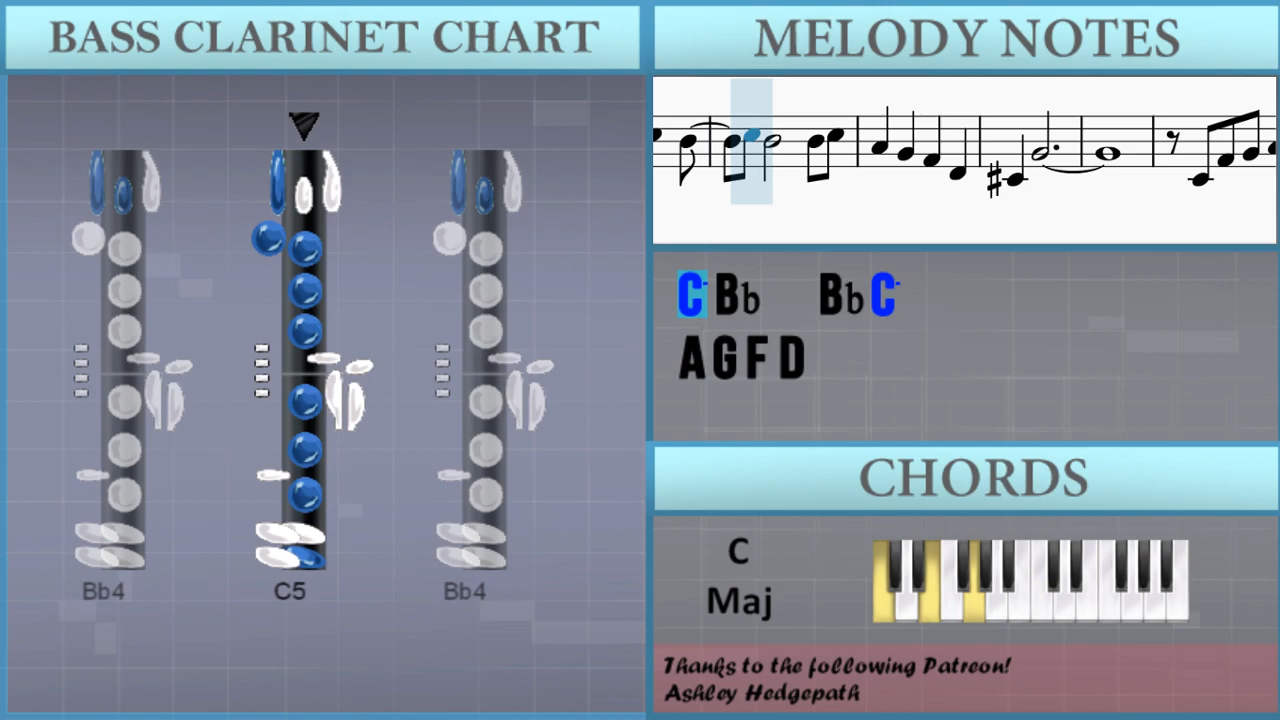 BASS CLARINET CHART
Bb4
C5
Bb4
MELODY NOTES
C Bb Bb C
A G F D
CHORDS
C
Maj
Thanks to the following Patreon!
Ashley Hedgepath